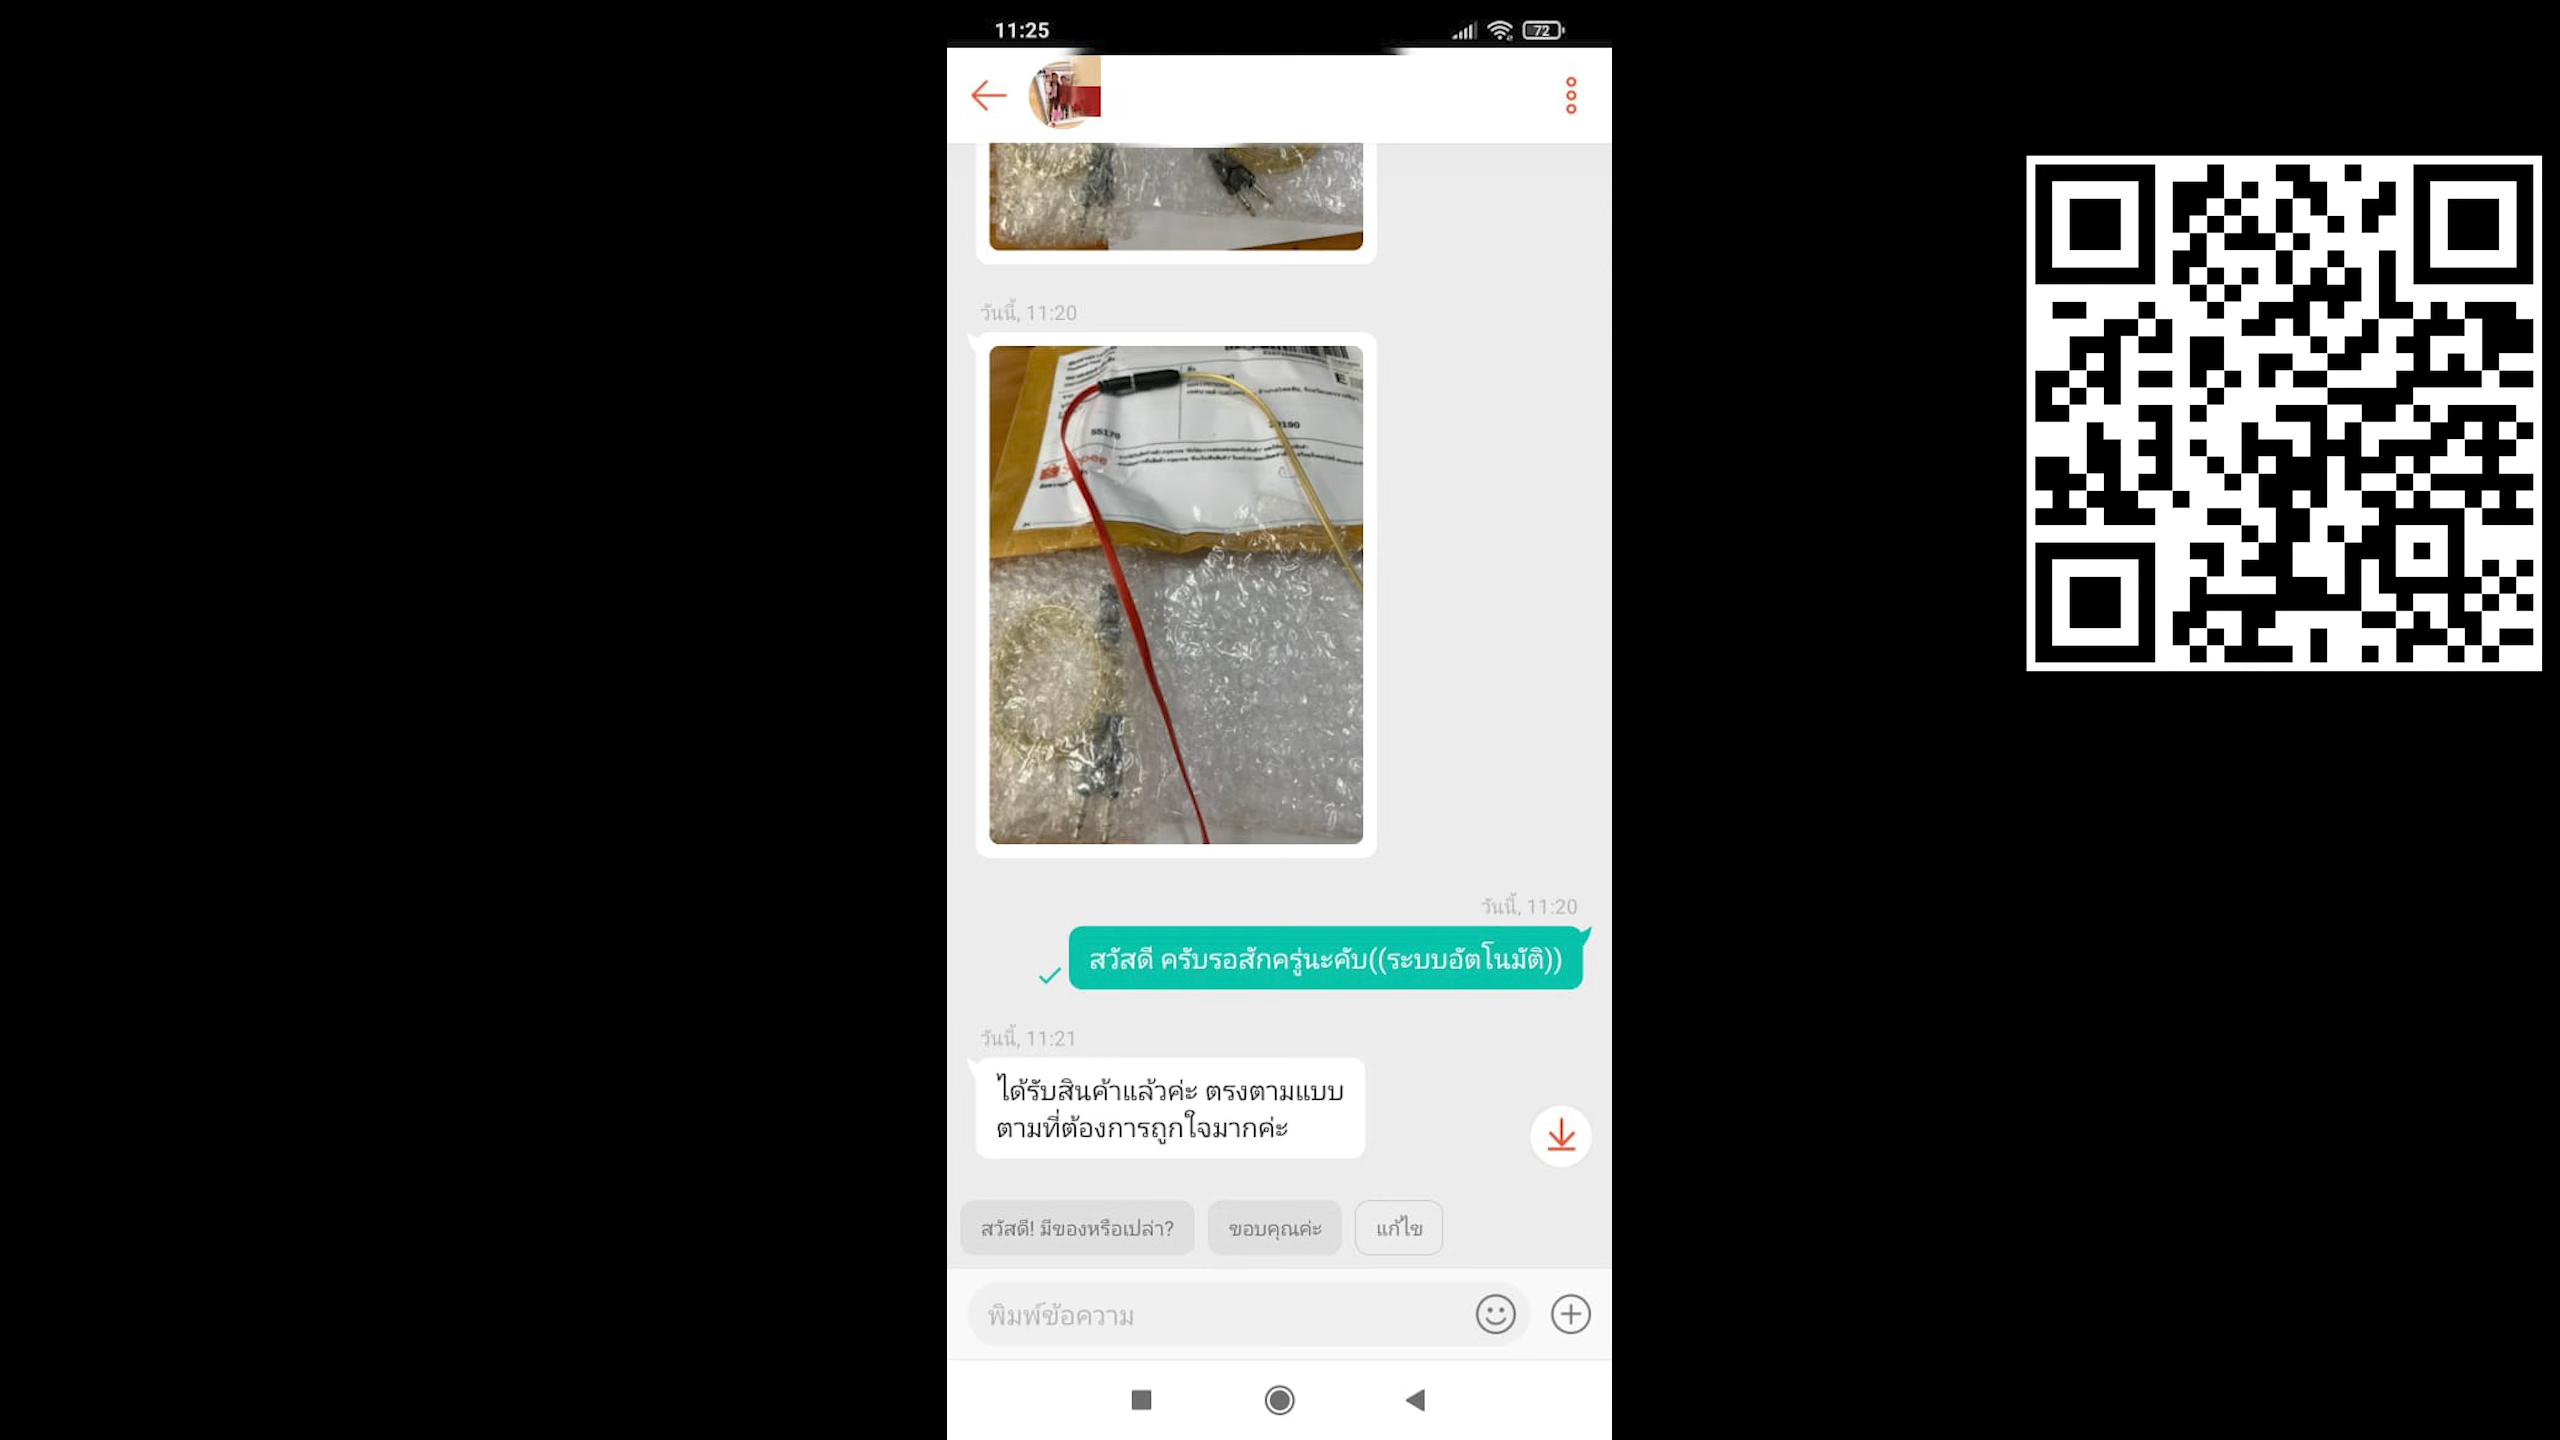 11:25
72
วันนี้, 11:20
55170
วันนี้, 11:20
สวัสดี ครับรอสักครู่นะคับ((ระบบอัตโนมัติ))
วันนี้, 11:21
ได้รับสินค้าแล้วค่ะ ตรงตามแบบ
ตามที่ต้องการถูกใจมากค่ะ
สวัสดี! มีของหรือเปล่า?
ขอบคุณค่ะ
แก้ไข
พิมพ์ข้อความ